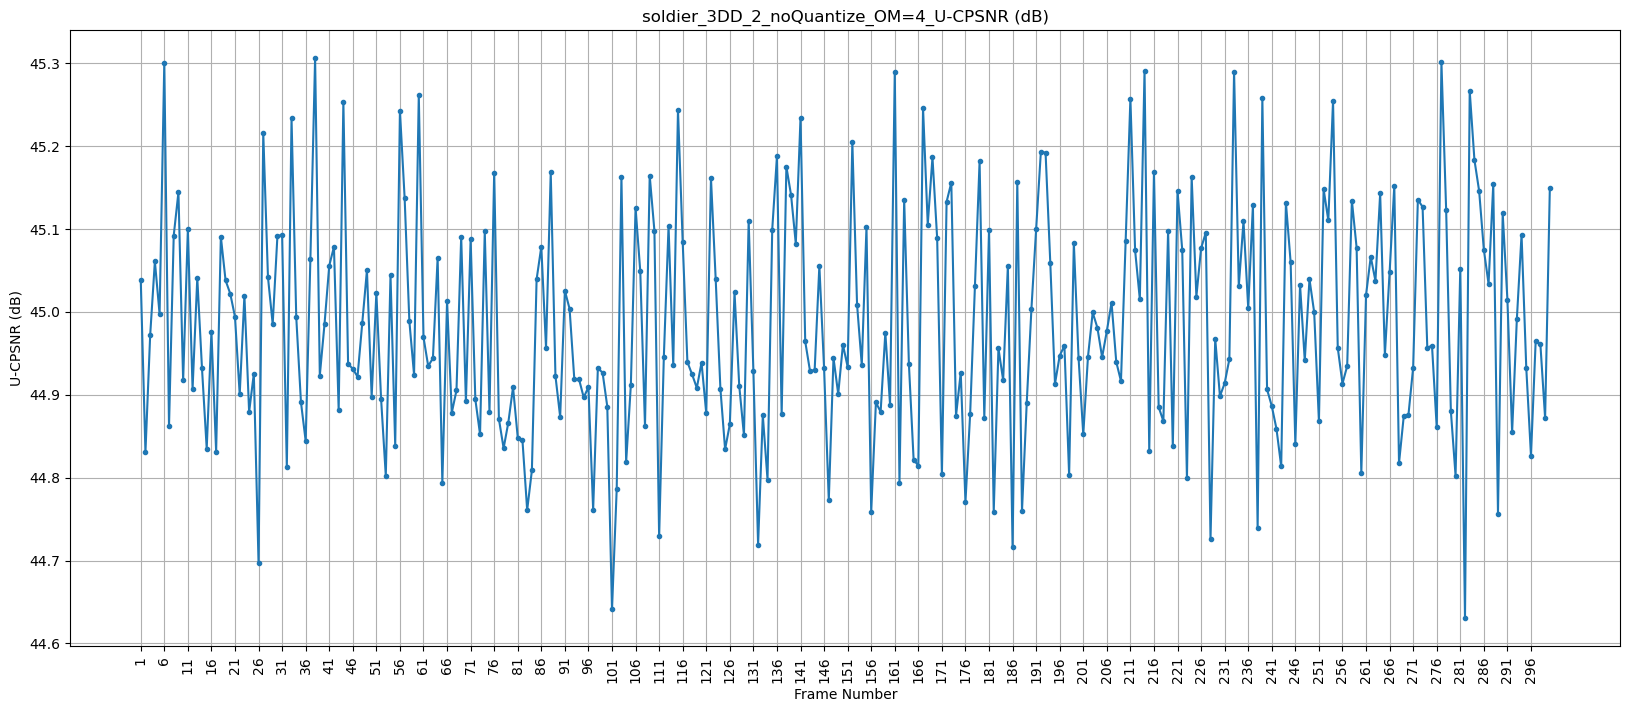 soldier_3DD_2_noQuantize_OM=4_U-CPSNR (dB)
U-CPSNR (dB)
45.3
45.2
45.1
45.0
44.9
44.8
44.7
44.6
1 6 11 16 21 26 31 36 41 46 51 56 61 66 71 76 81 86 91 96 101 106 111 116 121 126 131 136 141 146 151 156 161 166 171 176 181 186 191 196 201 206 211 216 221 226 231 236 241 246 251 256 261 266 271 276 281 286 291 296
Frame Number